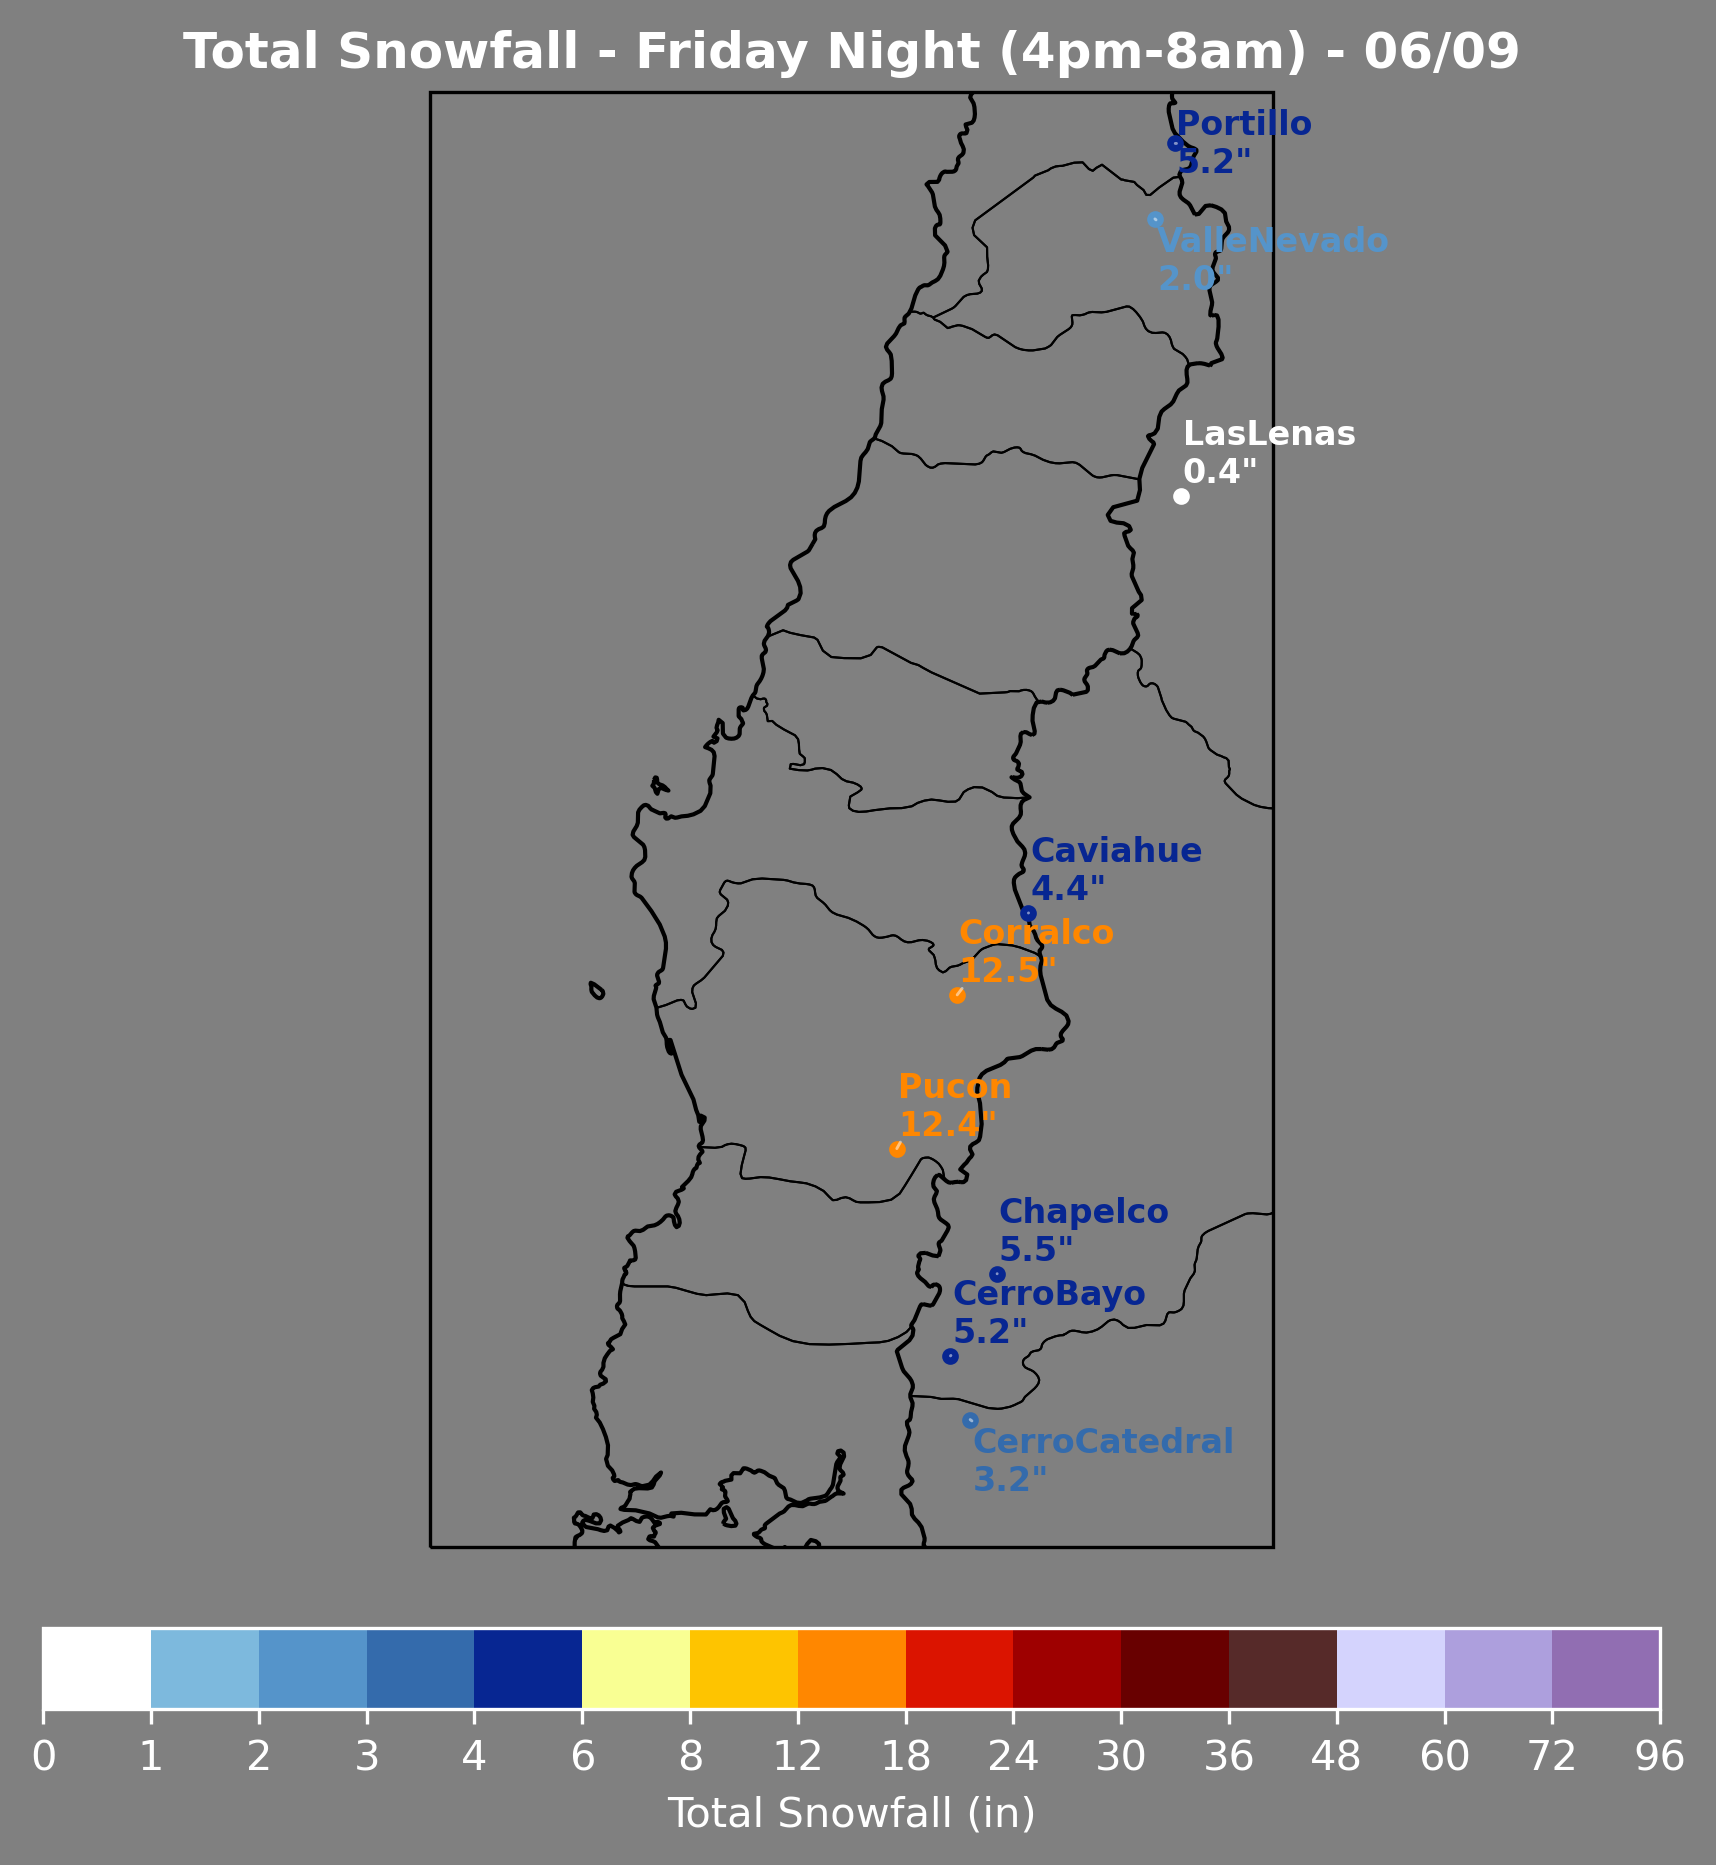 Total Snowfall - Friday Night (4pm-8am) - 06/09
Portillo
5.2"
ValleNevado
2.0"
LasLenas
0.4"
Caviahue
4.4"
Corralco
12.5"
Pucon
12.4"
Chapelco
5.5"
CerroBayo
5.2"
CerroCatedral
3.2"
0 1 2 3 4 6 8 12 18 24 30 36 48 60 72 96
Total Snowfall (in)